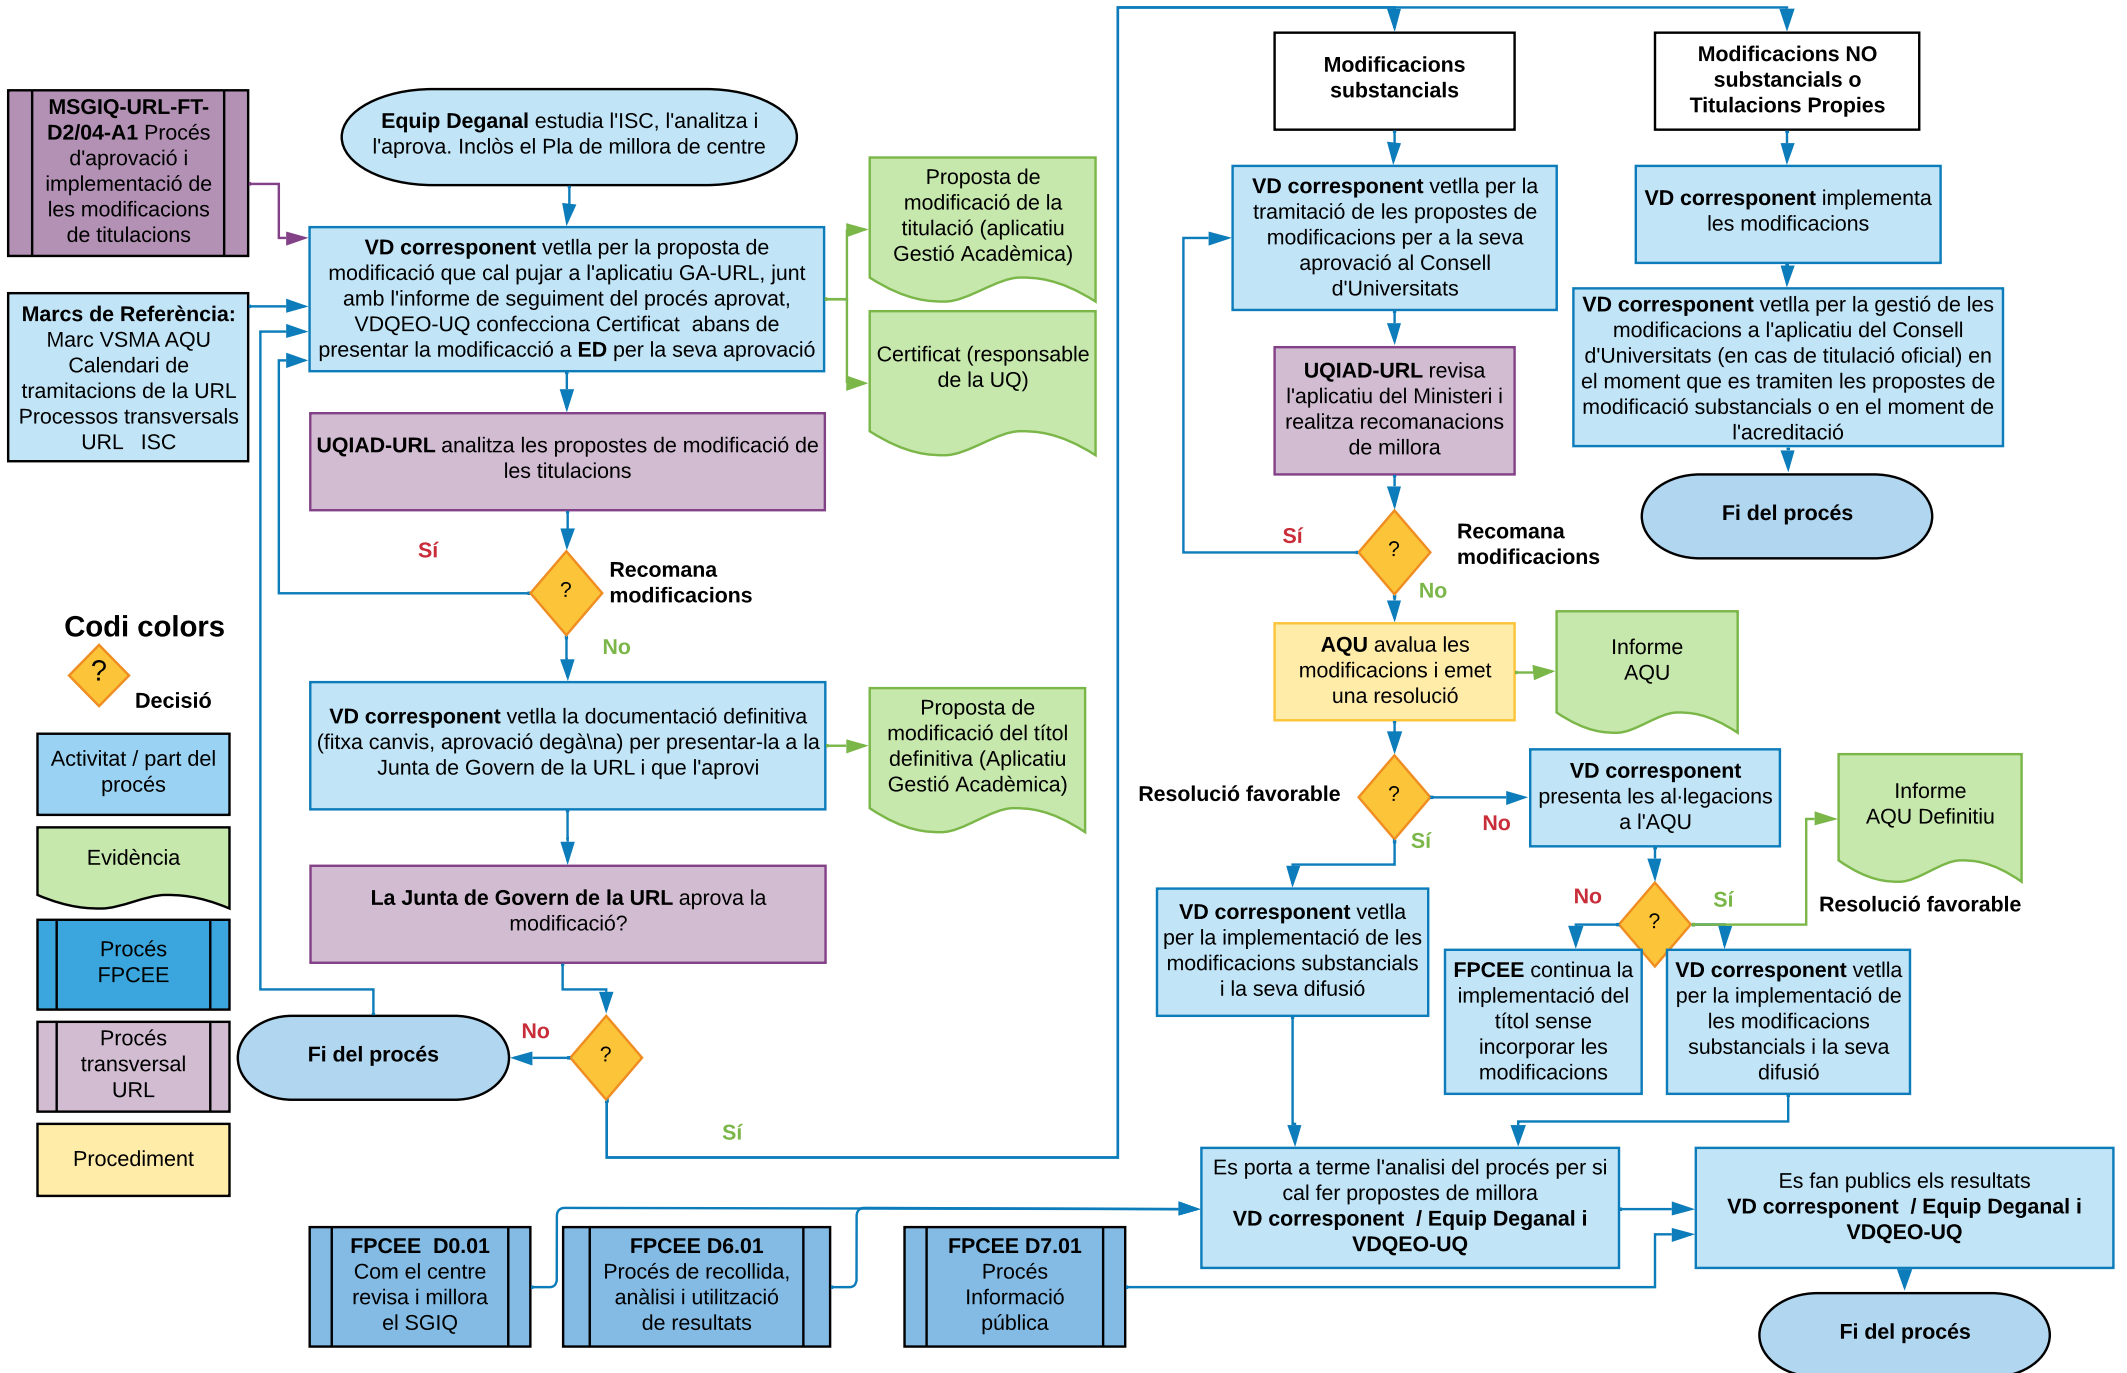 MSGIQ-URL-FT-
D2/04-A1 Procés
d'aprovació i
implementació de
les modificacions
de titulacions
Marcs de Referència:
Marc VSMA AQU
Calendari de
tramitacions de la URL
Processos transversals
URL   ISC
Codi colors
?
Decisió
Activitat / part del
procés
Evidència
Procés
FPCEE
Procés
transversal
URL
Procediment
Equip Deganal estudia l'ISC, l'analitza i
l'aprova. Inclòs el Pla de millora de centre
VD corresponent vetlla per la proposta de
modificació que cal pujar a l'aplicatiu GA-URL, junt
amb l'informe de seguiment del procés aprovat,
VDQEO-UQ confecciona Certificat  abans de
presentar la modificacció a ED per la seva aprovació
Proposta de
modificació de la
titulació (aplicatiu
Gestió Acadèmica)
Certificat (responsable
de la UQ)
UQIAD-URL analitza les propostes de modificació de
les titulacions
Sí
?
Recomana
modificacions
No
VD corresponent vetlla la documentació definitiva
(fitxa canvis, aprovació degà\na) per presentar-la a la
Junta de Govern de la URL i que l'aprovi
Proposta de
modificació del títol
definitiva (Aplicatiu
Gestió Acadèmica)
La Junta de Govern de la URL aprova la
modificació?
No
?
Fi del procés
Sí
Modificacions
substancials
VD corresponent vetlla per la
tramitació de les propostes de
modificacions per a la seva
aprovació al Consell
d'Universitats
UQIAD-URL revisa
l'aplicatiu del Ministeri i
realitza recomanacions
de millora
Sí
?
Recomana
modificacions
No
AQU avalua les
modificacions i emet
una resolució
Informe
AQU
Resolució favorable
?
No
Sí
VD corresponent
presenta les al·legacions
a l'AQU
Informe
AQU Definitiu
No
?
Sí
Resolució favorable
VD corresponent vetlla
per la implementació de les
modificacions substancials
i la seva difusió
FPCEE continua la
implementació del
títol sense
incorporar les
modificacions
VD corresponent vetlla
per la implementació de
les modificacions
substancials i la seva
difusió
Modificacions NO
substancials o
Titulacions Propies
VD corresponent implementa
les modificacions
VD corresponent vetlla per la gestió de les
modificacions a l'aplicatiu del Consell
d'Universitats (en cas de titulació oficial) en
el moment que es tramiten les propostes de
modificació substancials o en el moment de
l'acreditació
Fi del procés
FPCEE  D0.01
Com el centre
revisa i millora
el SGIQ
FPCEE D6.01
Procés de recollida,
anàlisi i utilització
de resultats
FPCEE D7.01
Procés
Informació
pública
Es porta a terme l'analisi del procés per si
cal fer propostes de millora
VD corresponent  / Equip Deganal i
VDQEO-UQ
Es fan publics els resultats
VD corresponent  / Equip Deganal i
VDQEO-UQ
Fi del procés